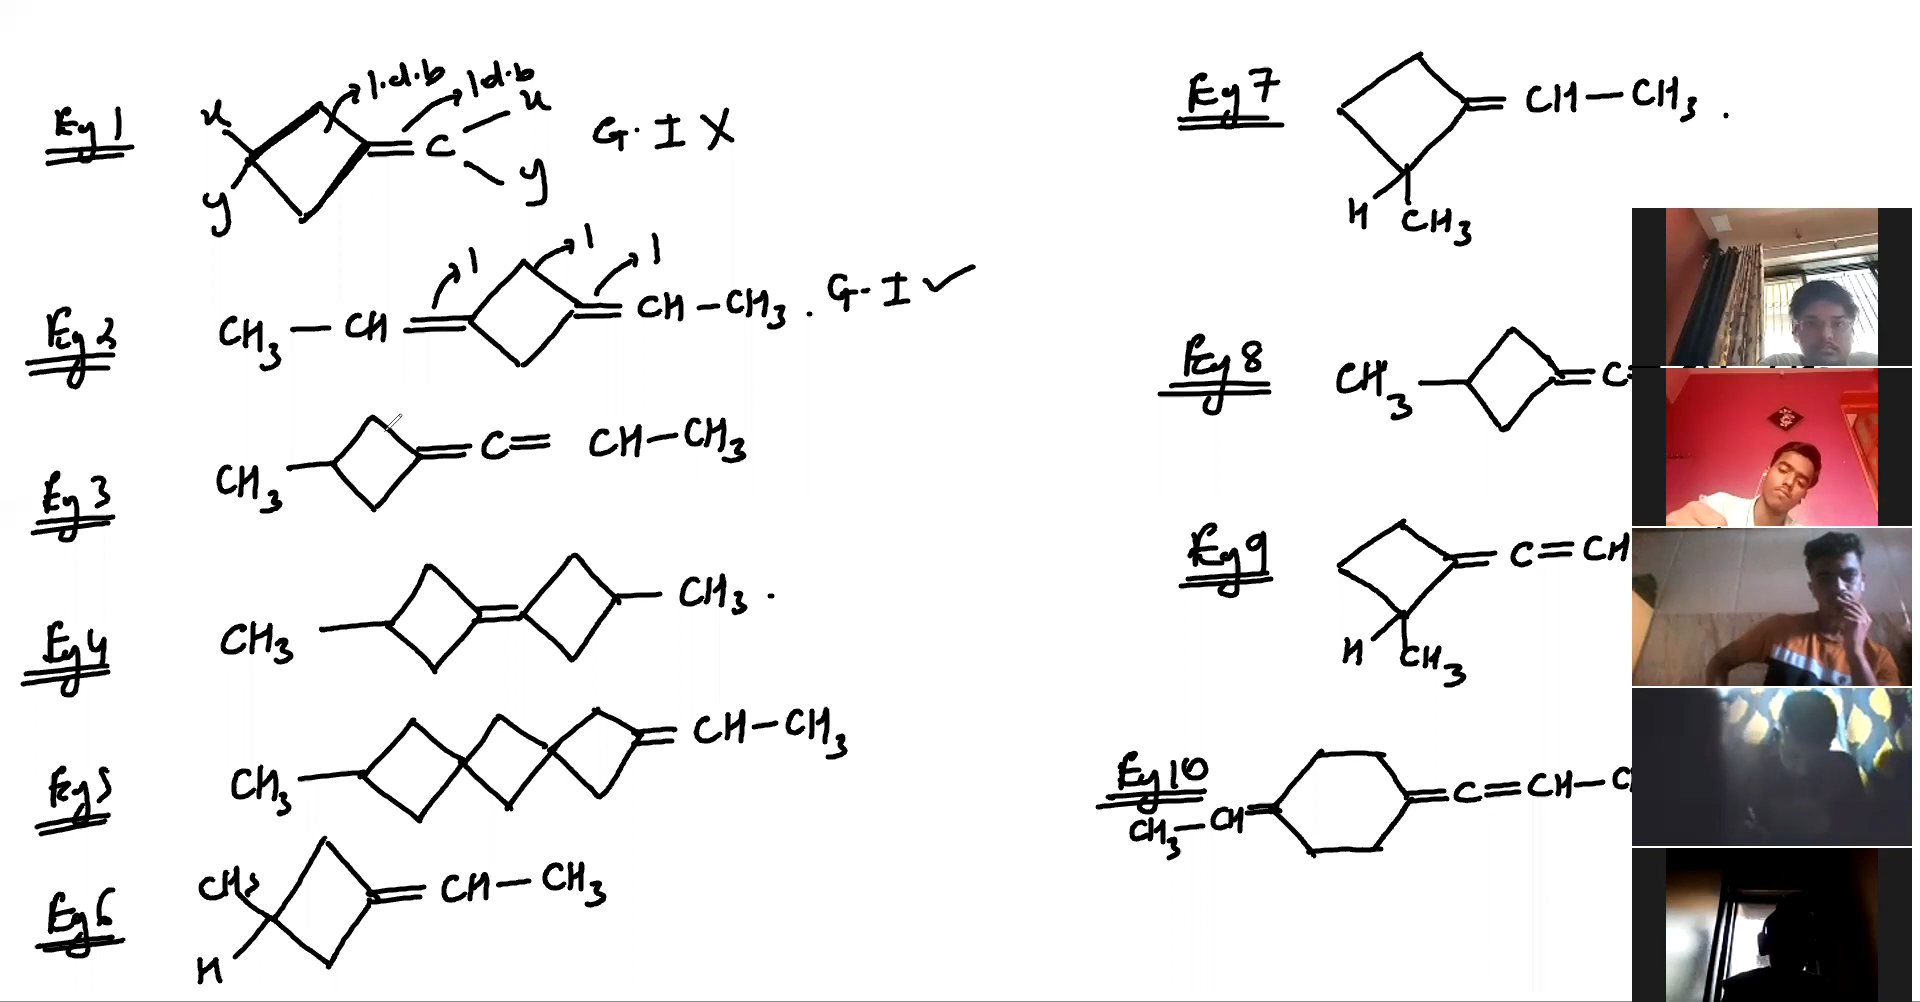 Eg 1
x
y
1.d.b
1.d.b
C
x
y
G.I X
Eg 2
CH3 — CH
1
1
1
CH — CH3 . G.I ✓
Eg 3
CH3
= C = CH — CH3
Eg 4
CH3
CH3 .
Eg 5
CH3
= CH — CH3
Eg 6
CH3
H
= CH — CH3
Eg 7
= CH — CH3 .
H
CH3
Eg 8
CH3
= C=
Eg 9
= C = CH
H
CH3
Eg 10
CH3 — CH =
= C = CH — C